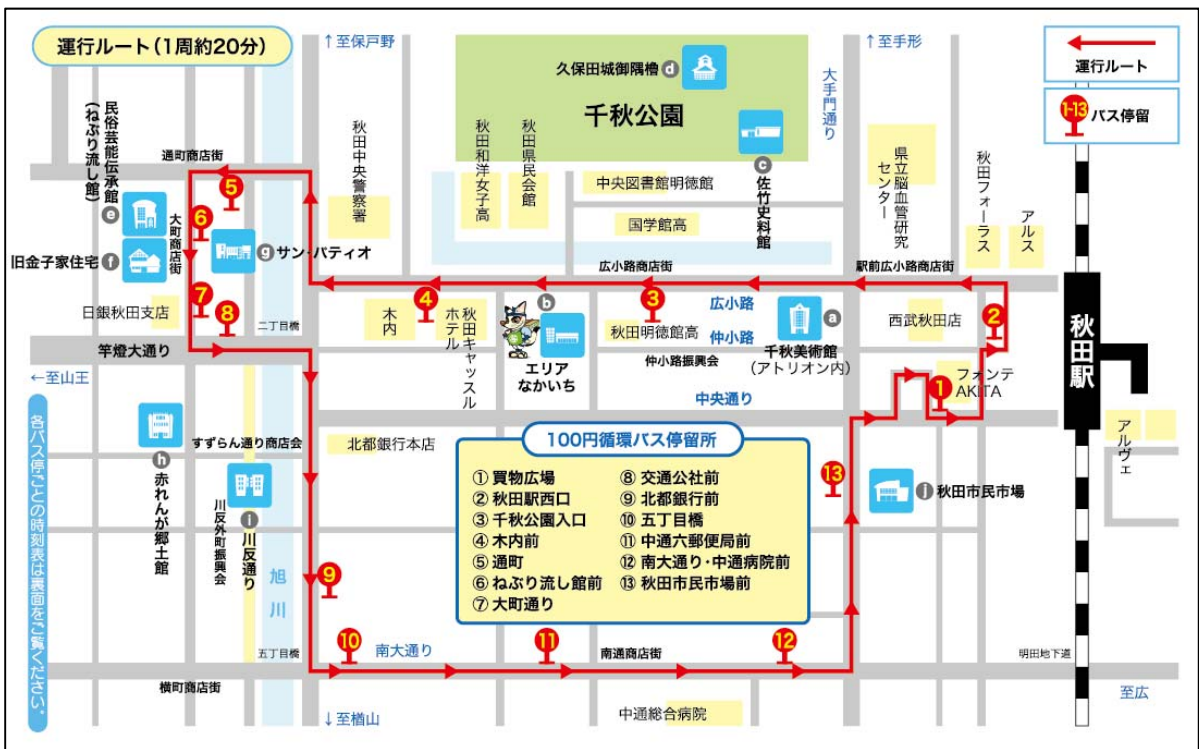 運行ルート(1周約20分)
↑至保戸野
↑至手形
運行ルート
1-13
バス停留
久保田城御隅櫓 d
千秋公園
大手門通り
民俗芸能伝承館
(ねぶり流し館)
通町商店街
秋田中央警察署
秋田和洋女子高
秋田県民会館
中央図書館明徳館
国学館高
c
佐竹史料館
県立脳血管研究
センター
秋田フォーラス
アルス
5
e
6
大町商店街
g サン・パティオ
旧金子家住宅 f
広小路商店街
駅前広小路商店街
7
8
日銀秋田支店
二丁目橋
木内
4
秋田キャッスル
ホテル
b
エリア
なかいち
3
広小路
秋田明徳館高
仲小路
仲小路振興会
a
千秋美術館
(アトリオン内)
西武秋田店
2
秋田駅
竿燈大通り
←至山王
中央通り
1
フォンテ
AKITA
アルヴェ
各バス停ごとの時刻表は裏面をご覧ください。
h
赤れんが郷土館
すずらん通り商店会
i
川反通り
川反外町振興会
旭川
北都銀行本店
100円循環バス停留所
① 買物広場
② 秋田駅西口
③ 千秋公園入口
④ 木内前
⑤ 通町
⑥ ねぶり流し館前
⑦ 大町通り
⑧ 交通公社前
⑨ 北都銀行前
⑩ 五丁目橋
⑪ 中通六郵便局前
⑫ 南大通り・中通病院前
⑬ 秋田市民市場前
13
j 秋田市民市場
9
10
11
12
五丁目橋
南大通り
南通商店街
明田地下道
横町商店街
↓至楢山
中通総合病院
至広